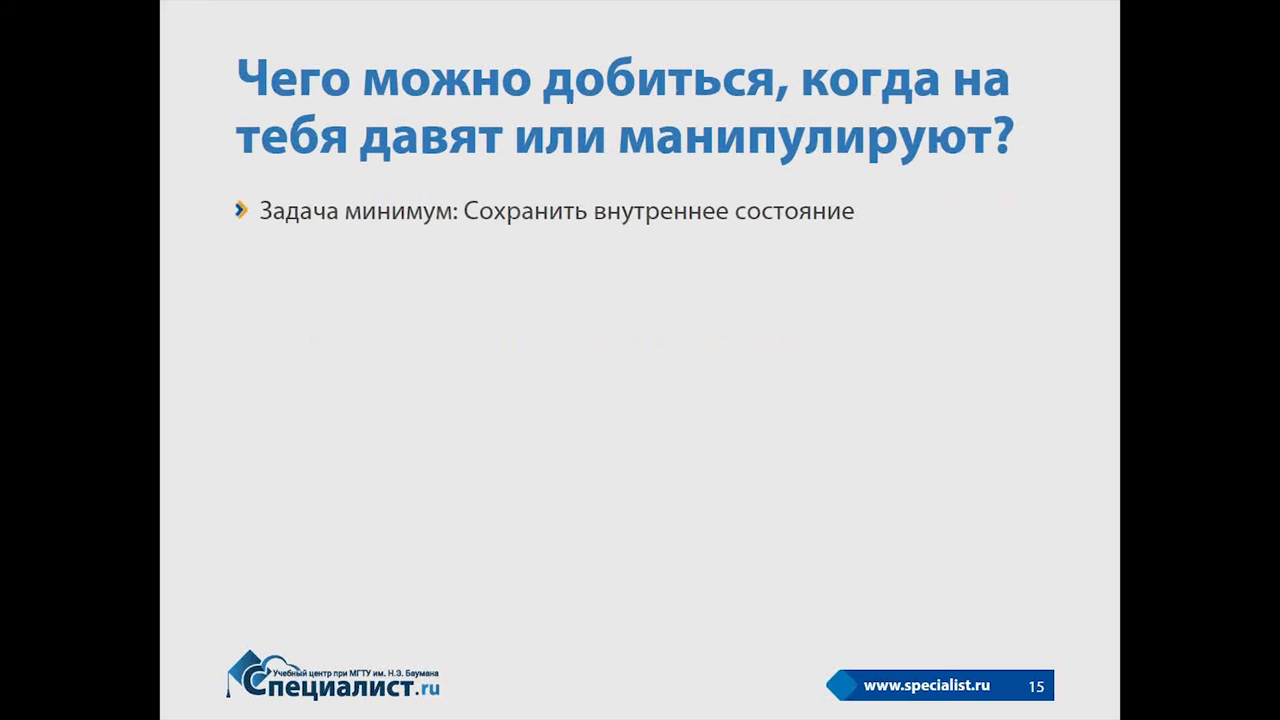 Чего можно добиться, когда на
тебя давят или манипулируют?
Задача минимум: Сохранить внутреннее состояние
Учебный центр при МГТУ им. Н.Э. Баумана
Специалист.ru
www.specialist.ru 15